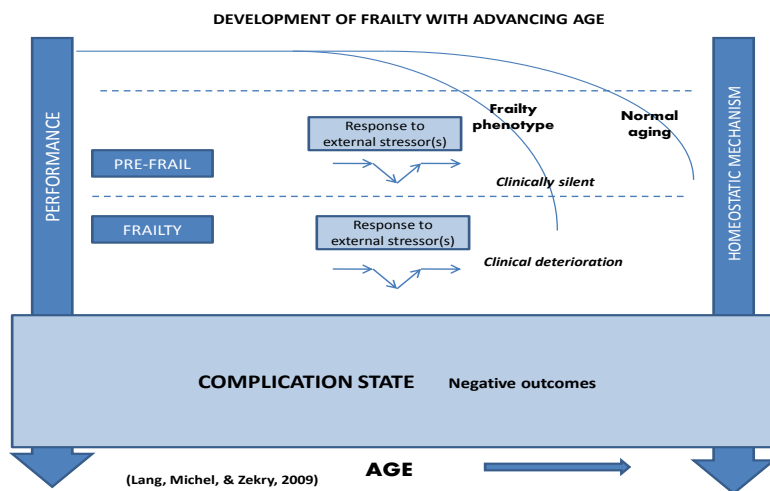 DEVELOPMENT OF FRAILTY WITH ADVANCING AGE
PERFORMANCE
HOMEOSTATIC MECHANISM
Frailty
phenotype
Normal
aging
Response to
external stressor(s)
PRE-FRAIL
Clinically silent
FRAILTY
Response to
external stressor(s)
Clinical deterioration
COMPLICATION STATE Negative outcomes
AGE
(Lang, Michel, & Zekry, 2009)